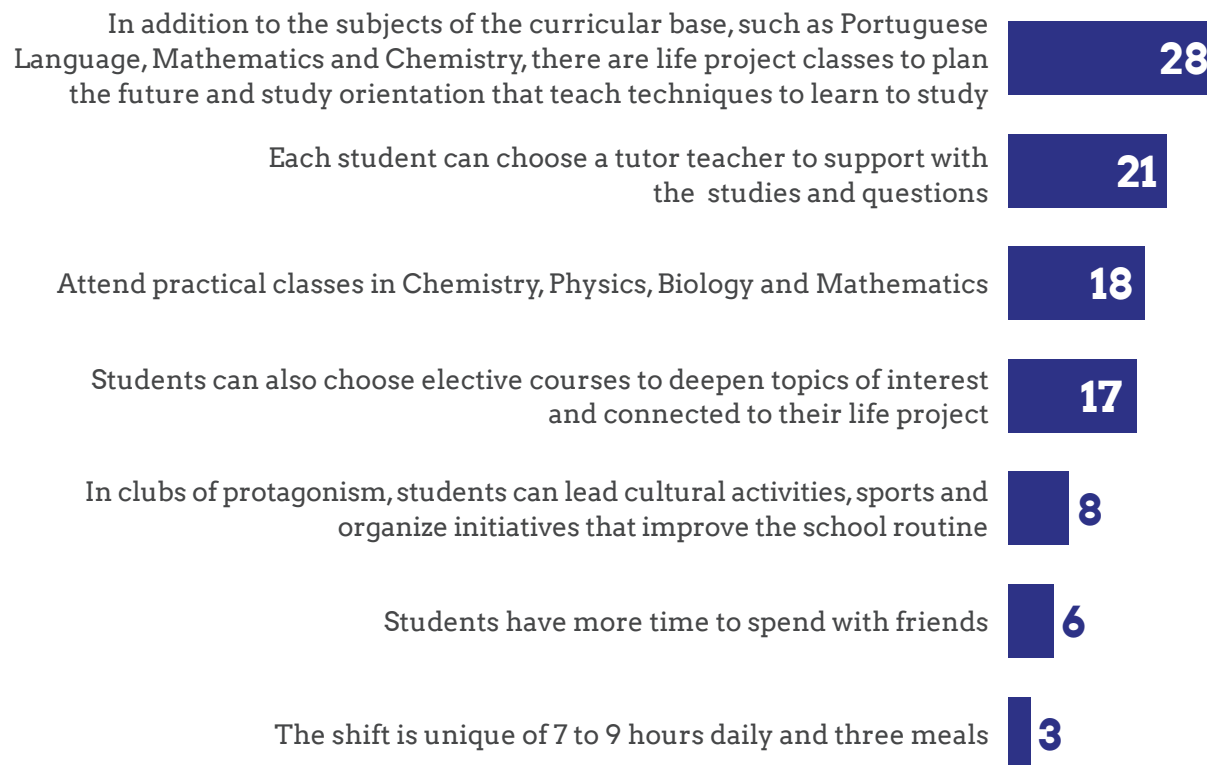 In addition to the subjects of the curricular base, such as Portuguese
Language, Mathematics and Chemistry, there are life project classes to plan
the future and study orientation that teach techniques to learn to study
28
Each student can choose a tutor teacher to support with
the  studies and questions
21
Attend practical classes in Chemistry, Physics, Biology and Mathematics
18
Students can also choose elective courses to deepen topics of interest
and connected to their life project
17
In clubs of protagonism, students can lead cultural activities, sports and
organize initiatives that improve the school routine
8
Students have more time to spend with friends
6
The shift is unique of 7 to 9 hours daily and three meals
3